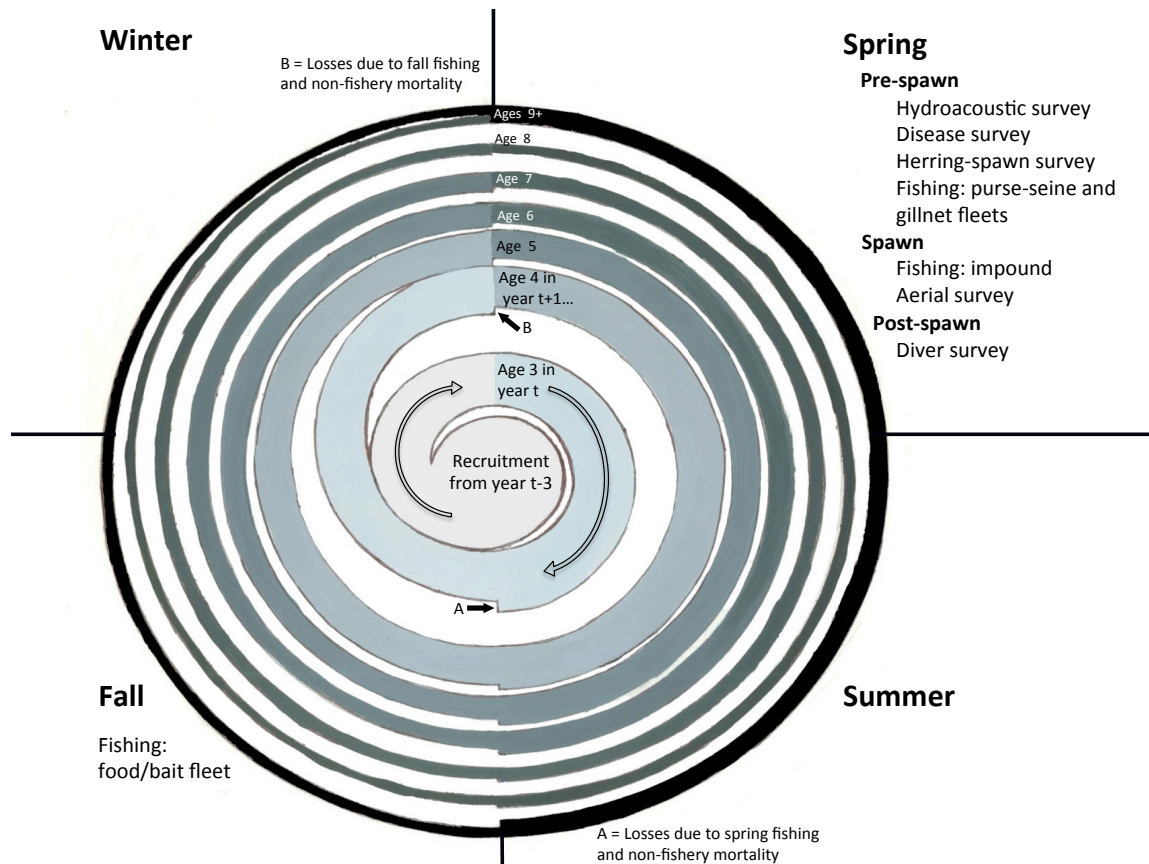 Winter
B = Losses due to fall fishing
and non-fishery mortality
Spring
Pre-spawn
Hydroacoustic survey
Disease survey
Herring-spawn survey
Fishing: purse-seine and
gillnet fleets
Spawn
Fishing: impound
Aerial survey
Post-spawn
Diver survey
Ages 9+
Age 8
Age 7
Age 6
Age 5
Age 4 in
year t+1...
B
Age 3 in
year t
Recruitment
from year t-3
A
Fall
Fishing:
food/bait fleet
Summer
A = Losses due to spring fishing
and non-fishery mortality